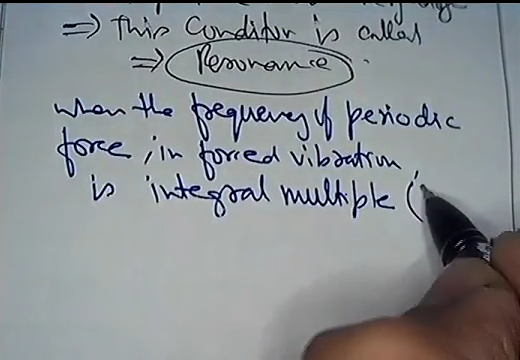 ⇒ This Condition is called
⇒ Resonance.
when the frequency of periodic
force, in forced vibration
is integral multiple (